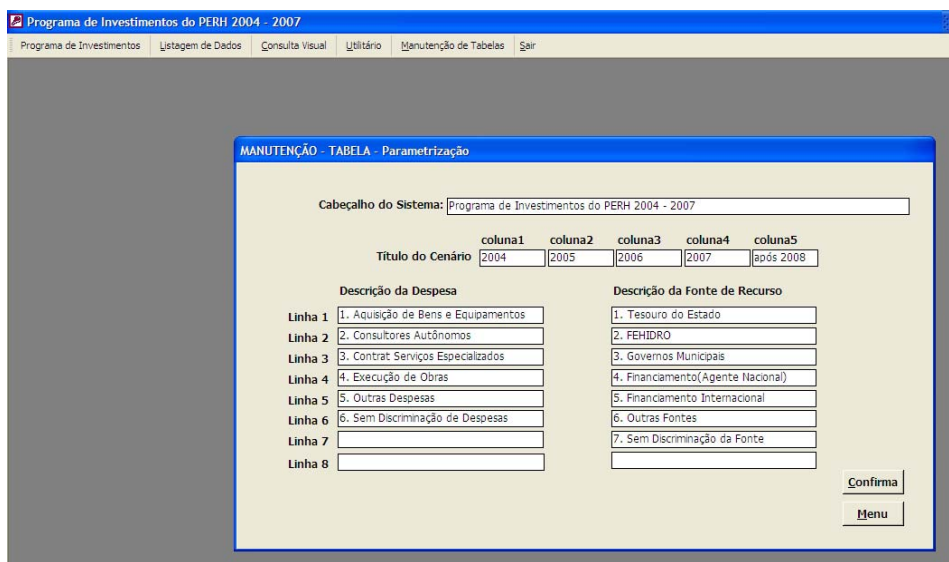 Programa de Investimentos do PERH 2004 - 2007
Programa de Investimentos Listagem de Dados Consulta Visual Utilitário Manutenção de Tabelas Sair
MANUTENÇÃO - TABELA - Parametrização
Cabeçalho do Sistema: Programa de Investimentos do PERH 2004 - 2007
coluna1 coluna2 coluna3 coluna4 coluna5
Título do Cenário 2004 2005 2006 2007 após 2008
Descrição da Despesa Descrição da Fonte de Recurso
Linha 1 1. Aquisição de Bens e Equipamentos 1. Tesouro do Estado
Linha 2 2. Consultores Autônomos 2. FEHIDRO
Linha 3 3. Contrat Serviços Especializados 3. Governos Municipais
Linha 4 4. Execução de Obras 4. Financiamento(Agente Nacional)
Linha 5 5. Outras Despesas 5. Financiamento Internacional
Linha 6 6. Sem Discriminação de Despesas 6. Outras Fontes
Linha 7 7. Sem Discriminação da Fonte
Linha 8
Confirma
Menu